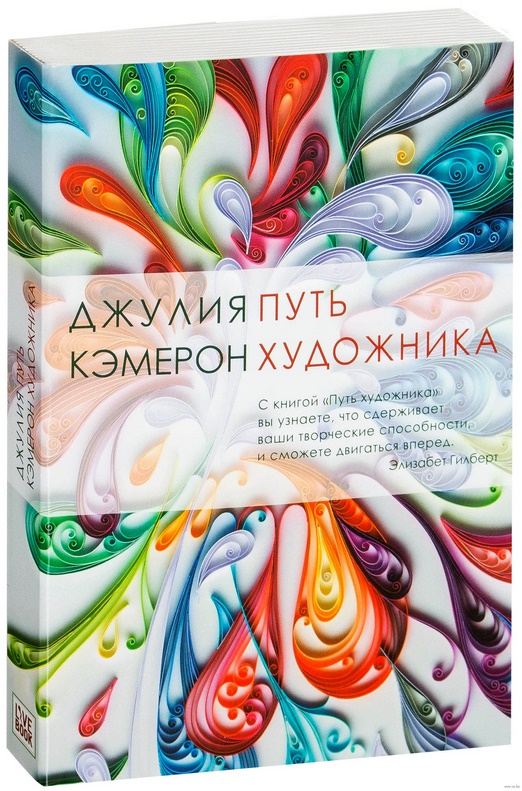 ДЖУЛИЯ ПУТЬ
КЭМЕРОН ХУДОЖНИКА
С книгой «Путь художника»
вы узнаете, что сдерживает
ваши творческие способности,
и сможете двигаться вперед.
Элизабет Гилберт
ДЖУЛИЯ ПУТЬ
КЭМЕРОН ХУДОЖНИКА
LIVE
BOOK